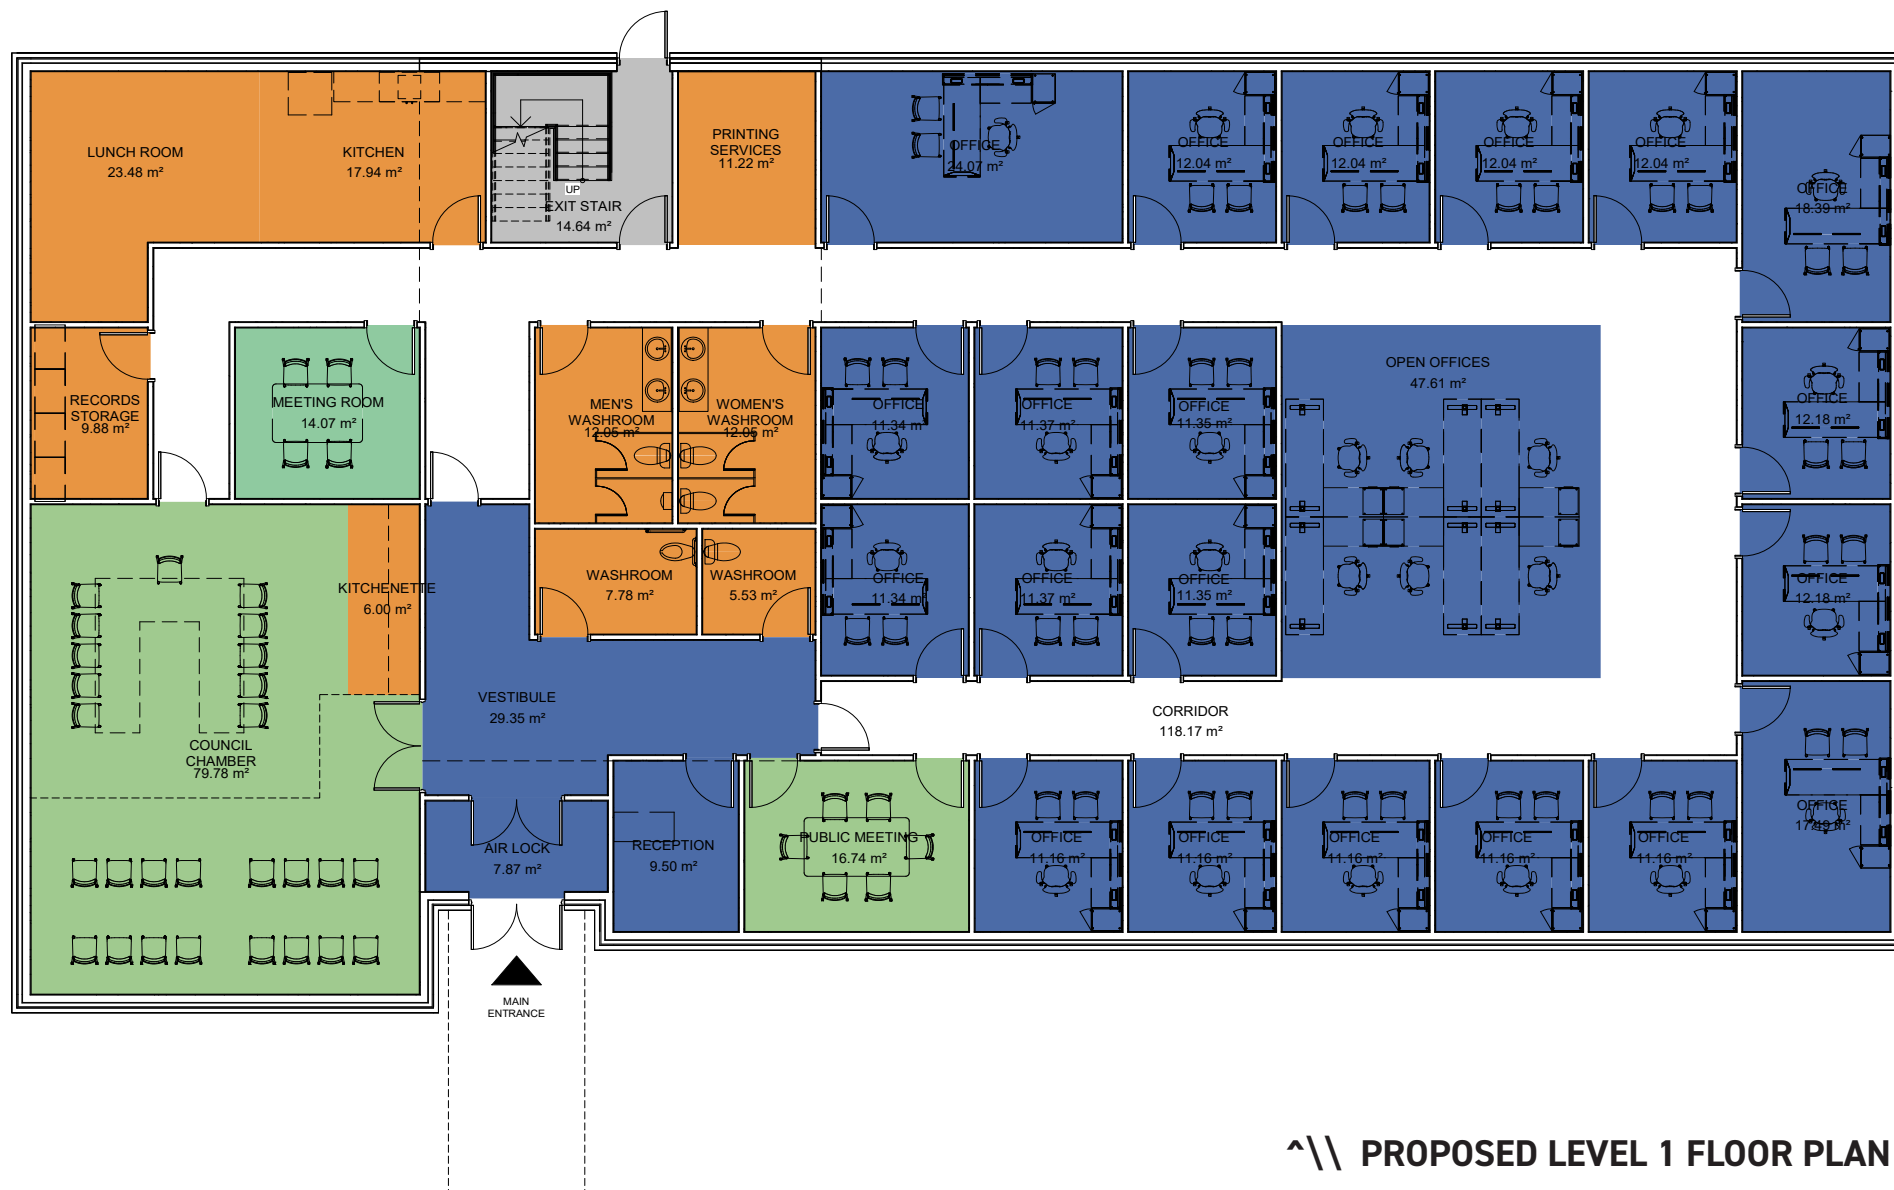 LUNCH ROOM
23.48 m²
KITCHEN
17.94 m²
UP
EXIT STAIR
14.64 m²
PRINTING
SERVICES
11.22 m²
OFFICE
24.07 m²
OFFICE
12.04 m²
OFFICE
12.04 m²
OFFICE
12.04 m²
OFFICE
12.04 m²
OFFICE
18.39 m²
RECORDS
STORAGE
9.88 m²
MEETING ROOM
14.07 m²
MEN'S
WASHROOM
12.05 m²
WOMEN'S
WASHROOM
12.05 m²
OFFICE
11.34 m²
OFFICE
11.37 m²
OFFICE
11.35 m²
OPEN OFFICES
47.61 m²
OFFICE
12.18 m²
KITCHENETTE
6.00 m²
WASHROOM
7.78 m²
WASHROOM
5.53 m²
OFFICE
11.34 m²
OFFICE
11.37 m²
OFFICE
11.35 m²
OFFICE
12.18 m²
VESTIBULE
29.35 m²
CORRIDOR
118.17 m²
COUNCIL
CHAMBER
79.78 m²
AIR LOCK
7.87 m²
RECEPTION
9.50 m²
PUBLIC MEETING
16.74 m²
OFFICE
11.16 m²
OFFICE
11.16 m²
OFFICE
11.16 m²
OFFICE
11.16 m²
OFFICE
11.16 m²
OFFICE
17.49 m²
MAIN
ENTRANCE
^\\ PROPOSED LEVEL 1 FLOOR PLAN